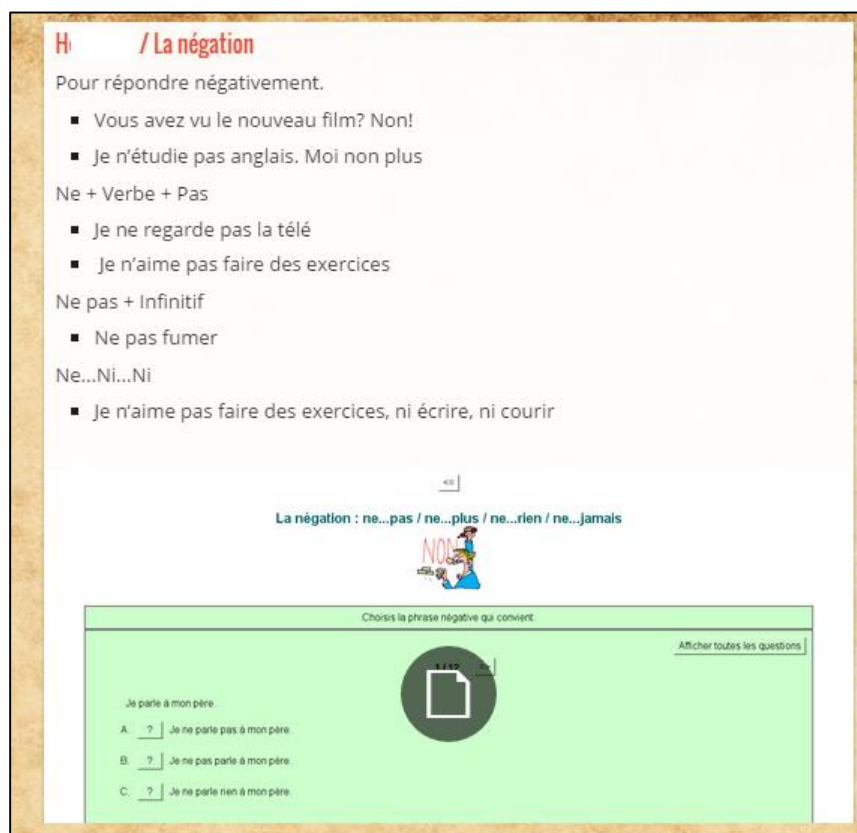 / La négation
Pour répondre négativement.
Vous avez vu le nouveau film? Non!
Je n'étudie pas anglais. Moi non plus
Ne + Verbe + Pas
Je ne regarde pas la télé
Je n'aime pas faire des exercices
Ne pas + Infinitif
Ne pas fumer
Ne...Ni...Ni
Je n'aime pas faire des exercices, ni écrire, ni courir
La négation : ne...pas / ne...plus / ne...rien / ne...jamais
NON
Choisis la phrase négative qui convient.
Afficher toutes les questions
1 / 12
Je parle à mon père.
A. ? Je ne parle pas à mon père.
B. ? Je ne pas parle à mon père.
C. ? Je ne parle rien à mon père.